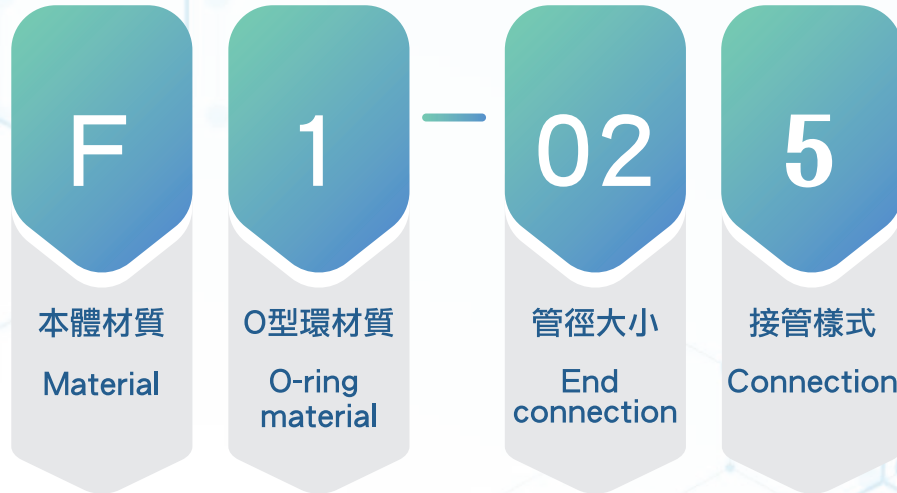 F
1
—
02
5
本體材質
Material
O型環材質
O-ring
material
管徑大小
End
connection
接管樣式
Connection